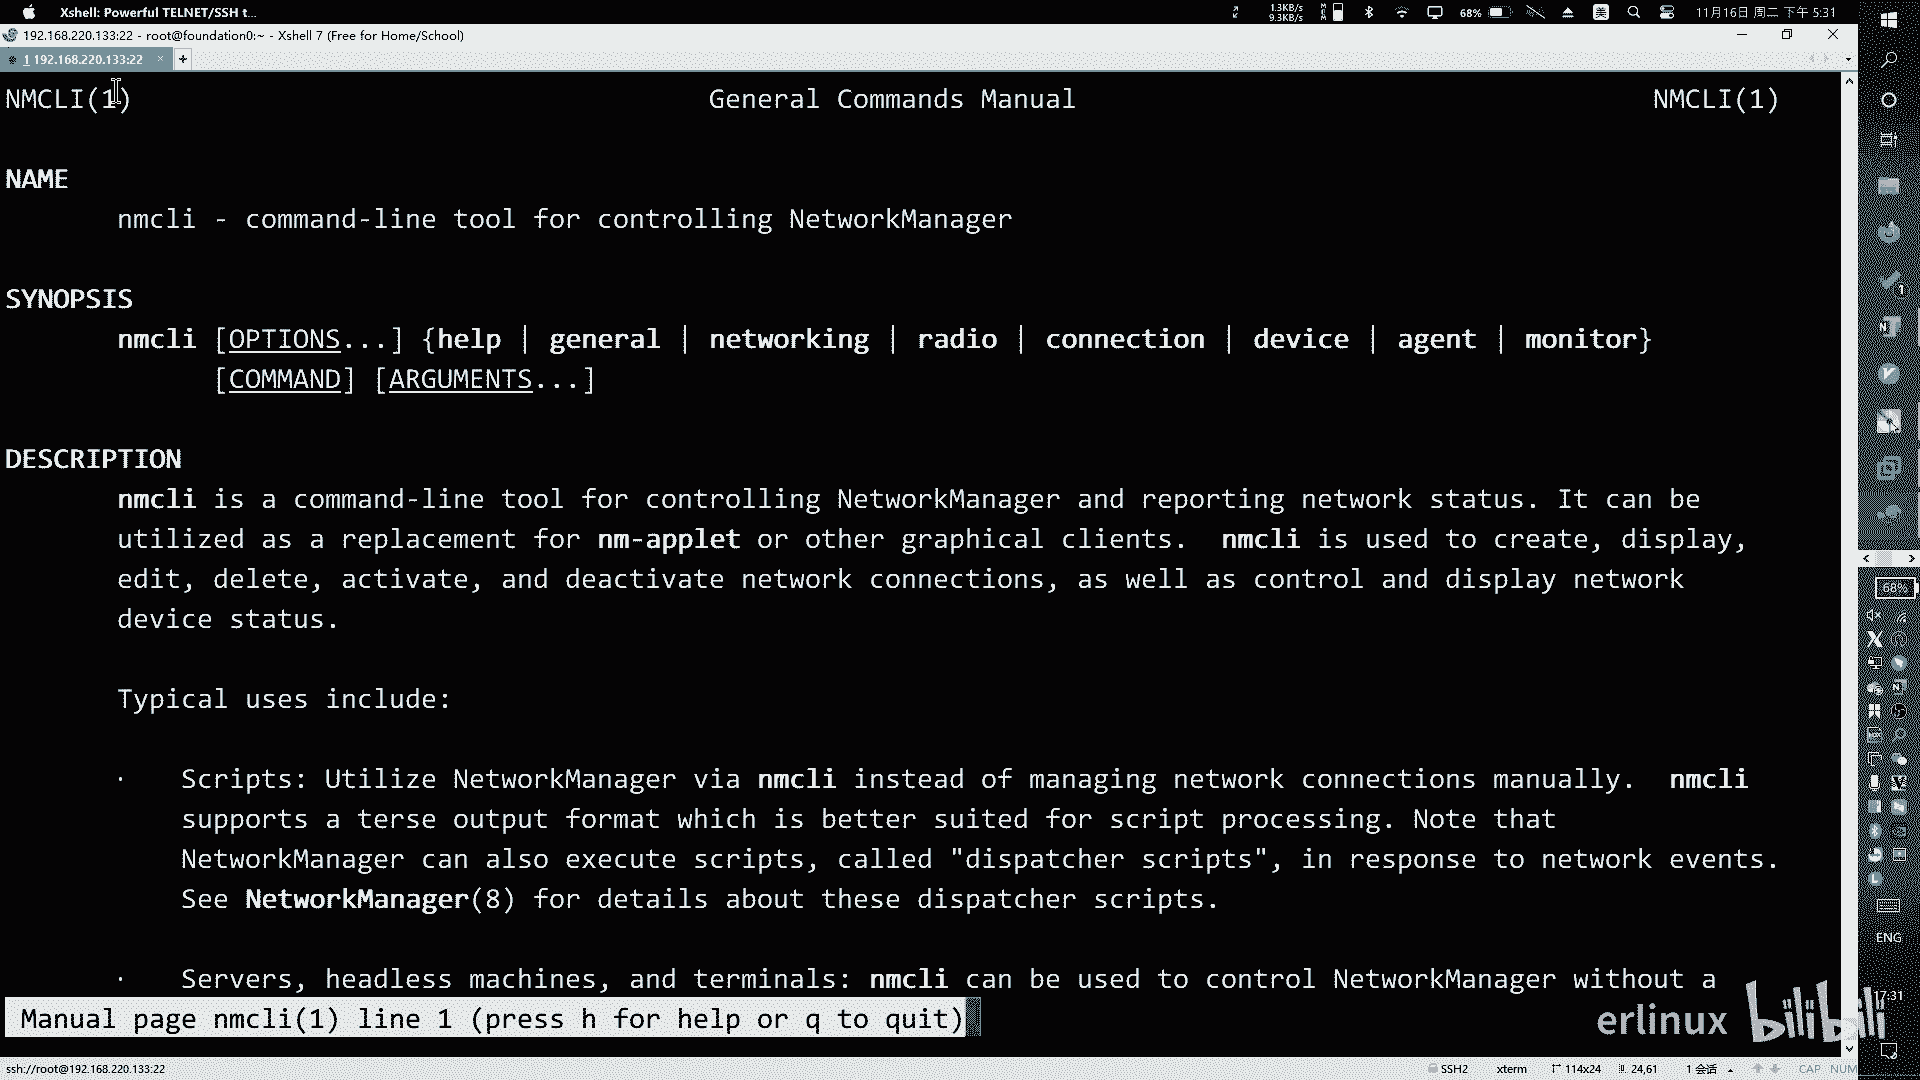 Xshell: Powerful TELNET/SSH t...
1.3KB/s
9.3KB/s
68%
美
11月16日 周二 下午 5:31
192.168.220.133:22 - root@foundation0:~ - Xshell 7 (Free for Home/School)
1 192.168.220.133:22 × +
NMCLI(1) General Commands Manual NMCLI(1)
NAME
nmcli - command-line tool for controlling NetworkManager
SYNOPSIS
nmcli [OPTIONS...] {help | general | networking | radio | connection | device | agent | monitor}
[COMMAND] [ARGUMENTS...]
DESCRIPTION
nmcli is a command-line tool for controlling NetworkManager and reporting network status. It can be
utilized as a replacement for nm-applet or other graphical clients.  nmcli is used to create, display,
edit, delete, activate, and deactivate network connections, as well as control and display network
device status.
Typical uses include:
· Scripts: Utilize NetworkManager via nmcli instead of managing network connections manually.  nmcli
supports a terse output format which is better suited for script processing. Note that
NetworkManager can also execute scripts, called "dispatcher scripts", in response to network events.
See NetworkManager(8) for details about these dispatcher scripts.
· Servers, headless machines, and terminals: nmcli can be used to control NetworkManager without a
Manual page nmcli(1) line 1 (press h for help or q to quit)
68%
ENG
17:31
erlinux bilibili
ssh://root@192.168.220.133:22
SSH2 xterm 114x24 24,61 1 会话 CAP NUM